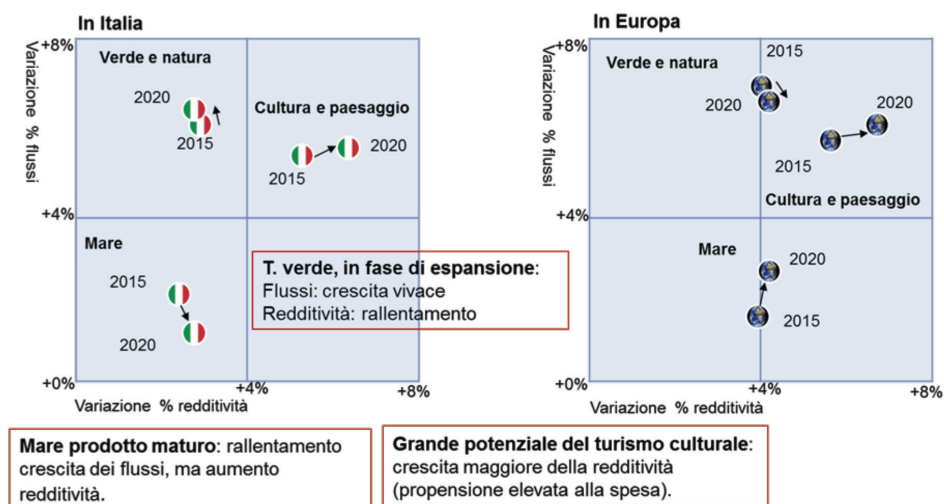 In Italia
+8%
Variazione % flussi
Verde e natura
2020
2015
Cultura e paesaggio
2020
2015
+4%
Mare
2015
2020
+0%
+4%
+8%
Variazione % redditività
In Europa
+8%
Variazione % flussi
2015
Verde e natura
2020
2020
2015
Cultura e paesaggio
+4%
Mare
2020
2015
+0%
+4%
+8%
Variazione % redditività
T. verde, in fase di espansione:
Flussi: crescita vivace
Redditività: rallentamento
Mare prodotto maturo: rallentamento
crescita dei flussi, ma aumento
redditività.
Grande potenziale del turismo culturale:
crescita maggiore della redditività
(propensione elevata alla spesa).